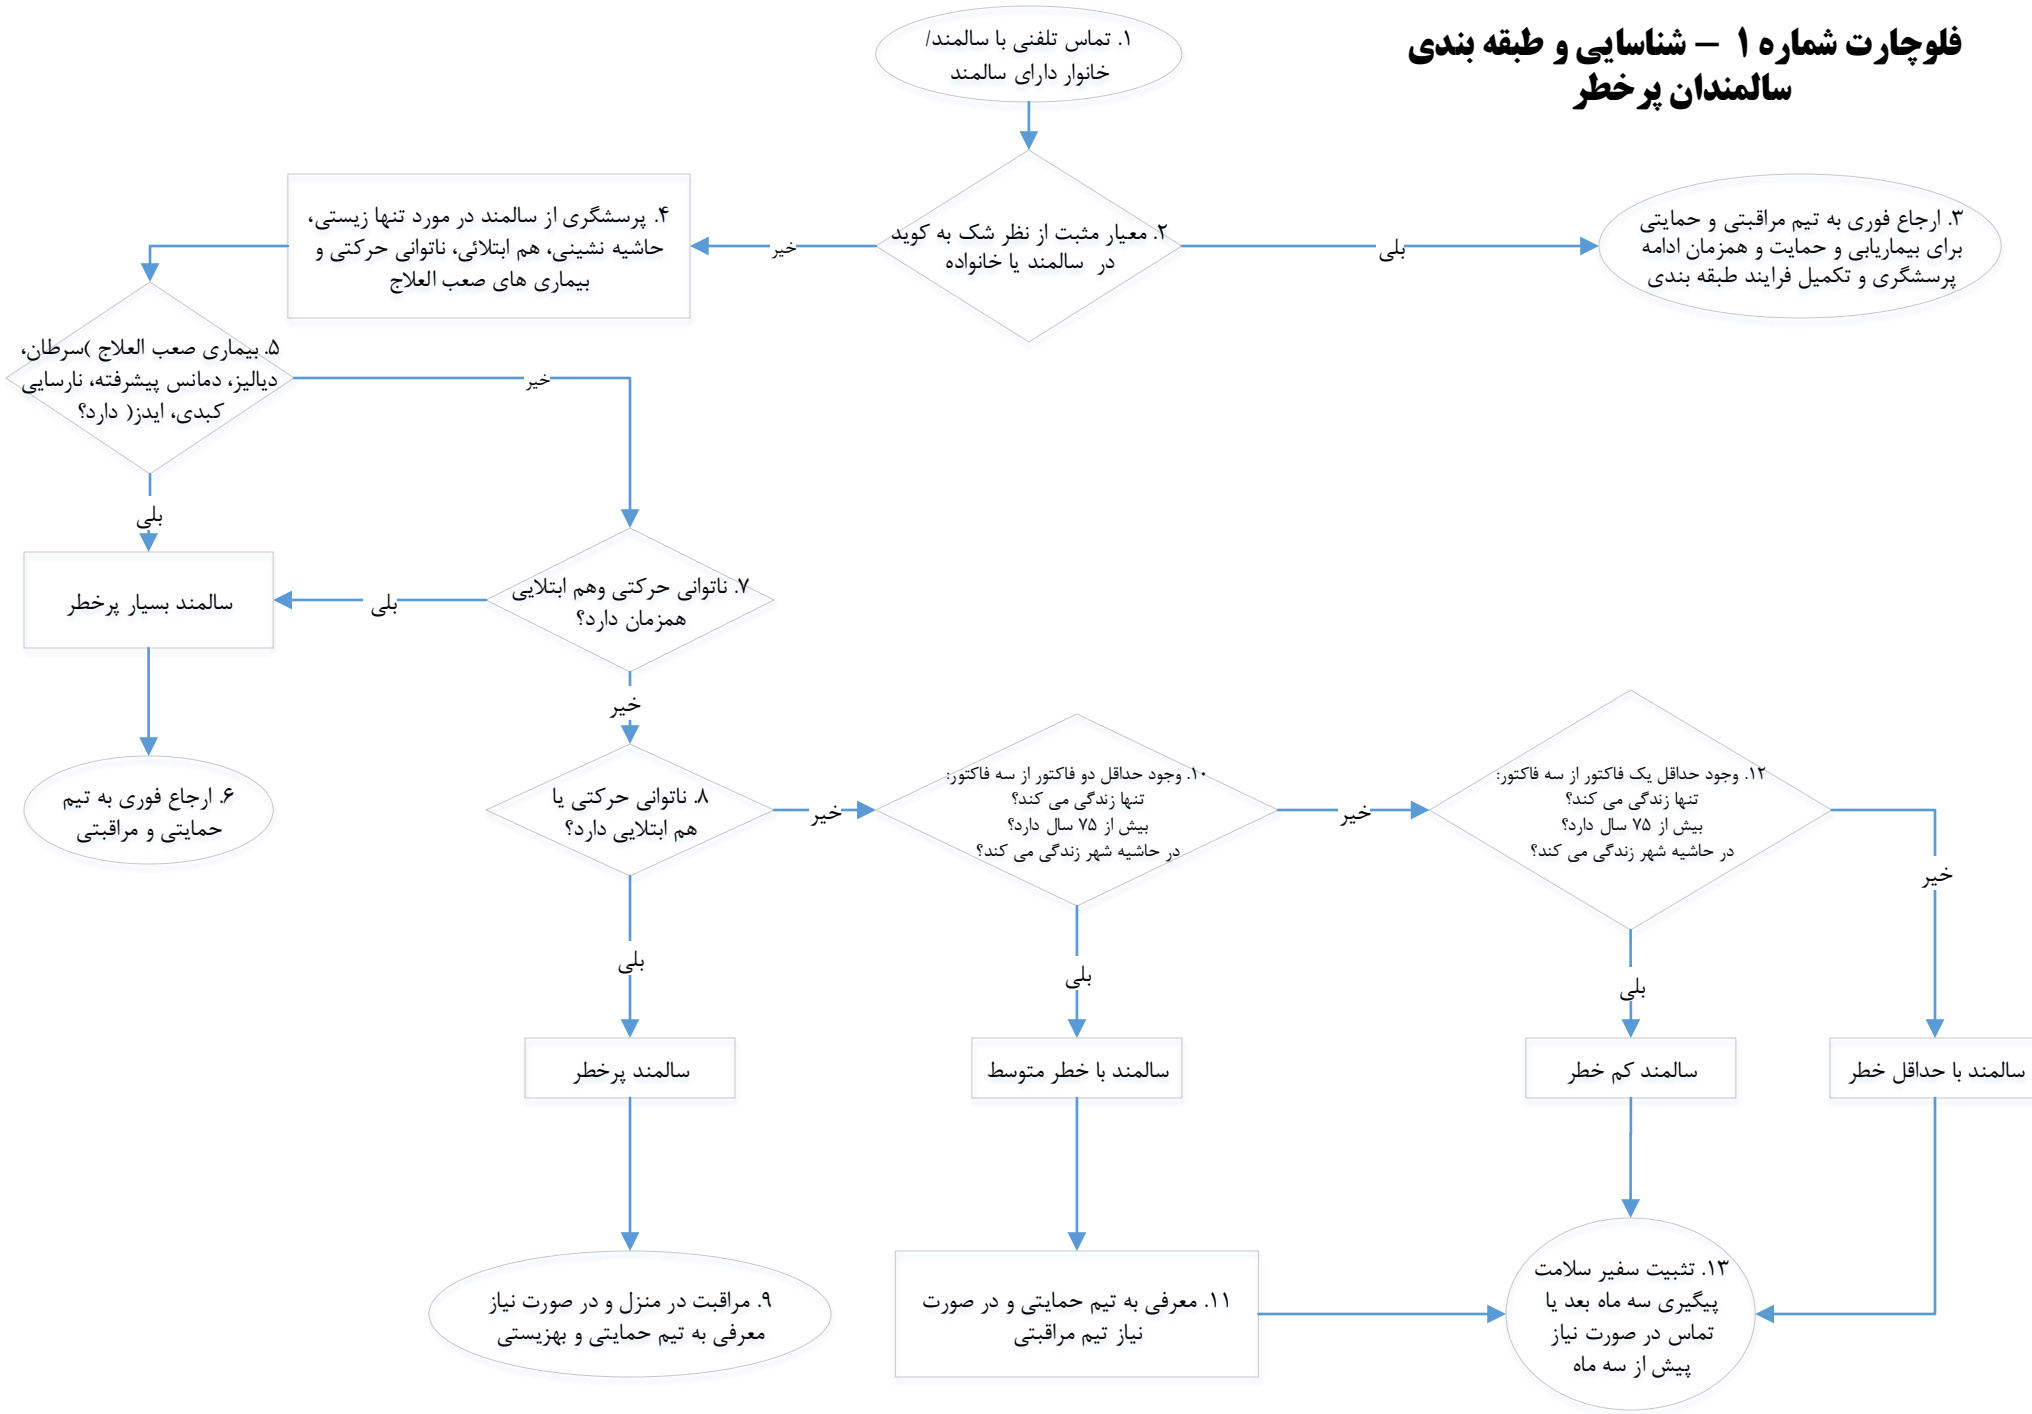 فلوچارت شماره ۱ – شناسایی و طبقه بندی
سالمندان پرخطر
۱. تماس تلفنی با سالمند/
خانوار دارای سالمند
۲. معیار مثبت از نظر شک به کوید
در سالمند یا خانواده
بلی
خیر
۳. ارجاع فوری به تیم مراقبتی و حمایتی
برای بیماریابی و حمایت و همزمان ادامه
پرسشگری و تکمیل فرایند طبقه بندی
۴. پرسشگری از سالمند در مورد تنها زیستی،
حاشیه نشینی، هم ابتلائی، ناتوانی حرکتی و
بیماری های صعب العلاج
۵. بیماری صعب العلاج )سرطان،
دیالیز، دمانس پیشرفته، نارسایی
کبدی، ایدز( دارد؟
خیر
بلی
سالمند بسیار پرخطر
۶. ارجاع فوری به تیم
حمایتی و مراقبتی
۷. ناتوانی حرکتی وهم ابتلایی
همزمان دارد؟
بلی
خیر
۸. ناتوانی حرکتی یا
هم ابتلایی دارد؟
خیر
بلی
سالمند پرخطر
۹. مراقبت در منزل و در صورت نیاز
معرفی به تیم حمایتی و بهزیستی
۱۰. وجود حداقل دو فاکتور از سه فاکتور:
تنها زندگی می کند؟
بیش از ۷۵ سال دارد؟
در حاشیه شهر زندگی می کند؟
خیر
بلی
سالمند با خطر متوسط
۱۱. معرفی به تیم حمایتی و در صورت
نیاز تیم مراقبتی
۱۲. وجود حداقل یک فاکتور از سه فاکتور:
تنها زندگی می کند؟
بیش از ۷۵ سال دارد؟
در حاشیه شهر زندگی می کند؟
خیر
بلی
سالمند کم خطر
سالمند با حداقل خطر
۱۳. تثبیت سفیر سلامت
پیگیری سه ماه بعد یا
تماس در صورت نیاز
پیش از سه ماه